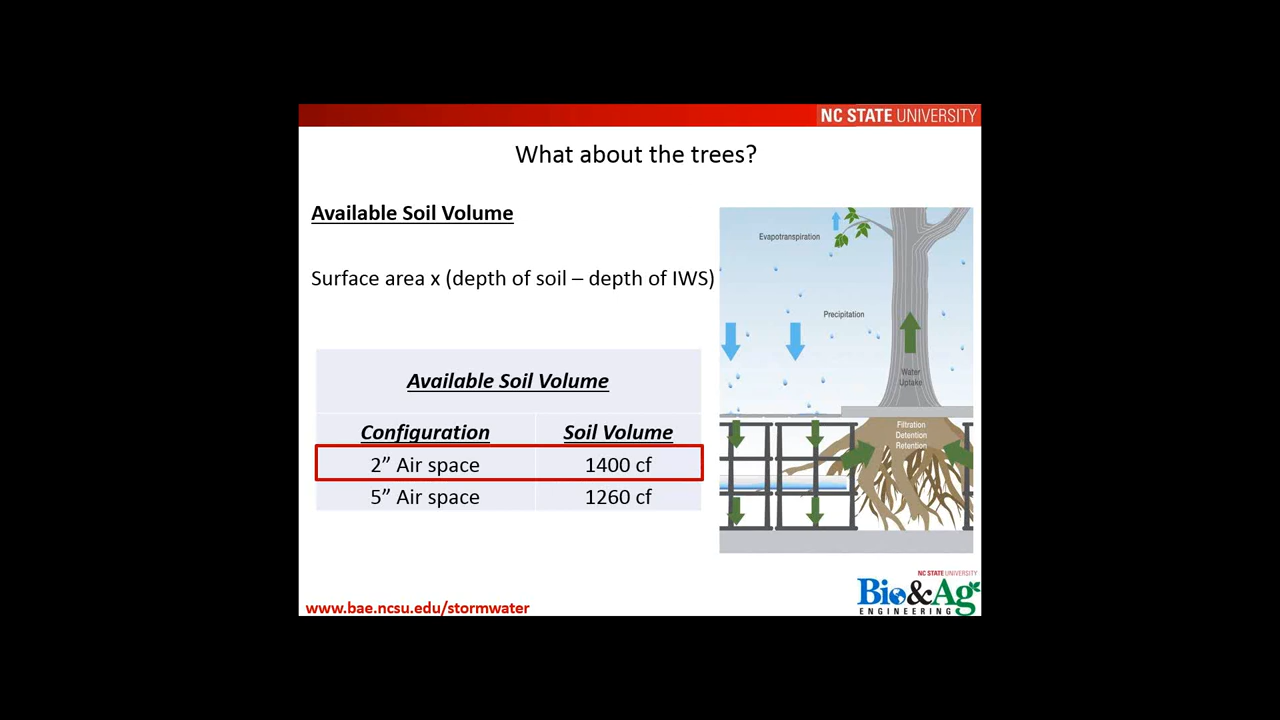 NC STATE UNIVERSITY
What about the trees?
Available Soil Volume
Surface area x (depth of soil – depth of IWS)
Available Soil Volume
Configuration Soil Volume
2” Air space 1400 cf
5” Air space 1260 cf
Evapotranspiration
Precipitation
Water
Uptake
Filtration
Detention
Retention
www.bae.ncsu.edu/stormwater
NC STATE UNIVERSITY
Bio&Ag
ENGINEERING